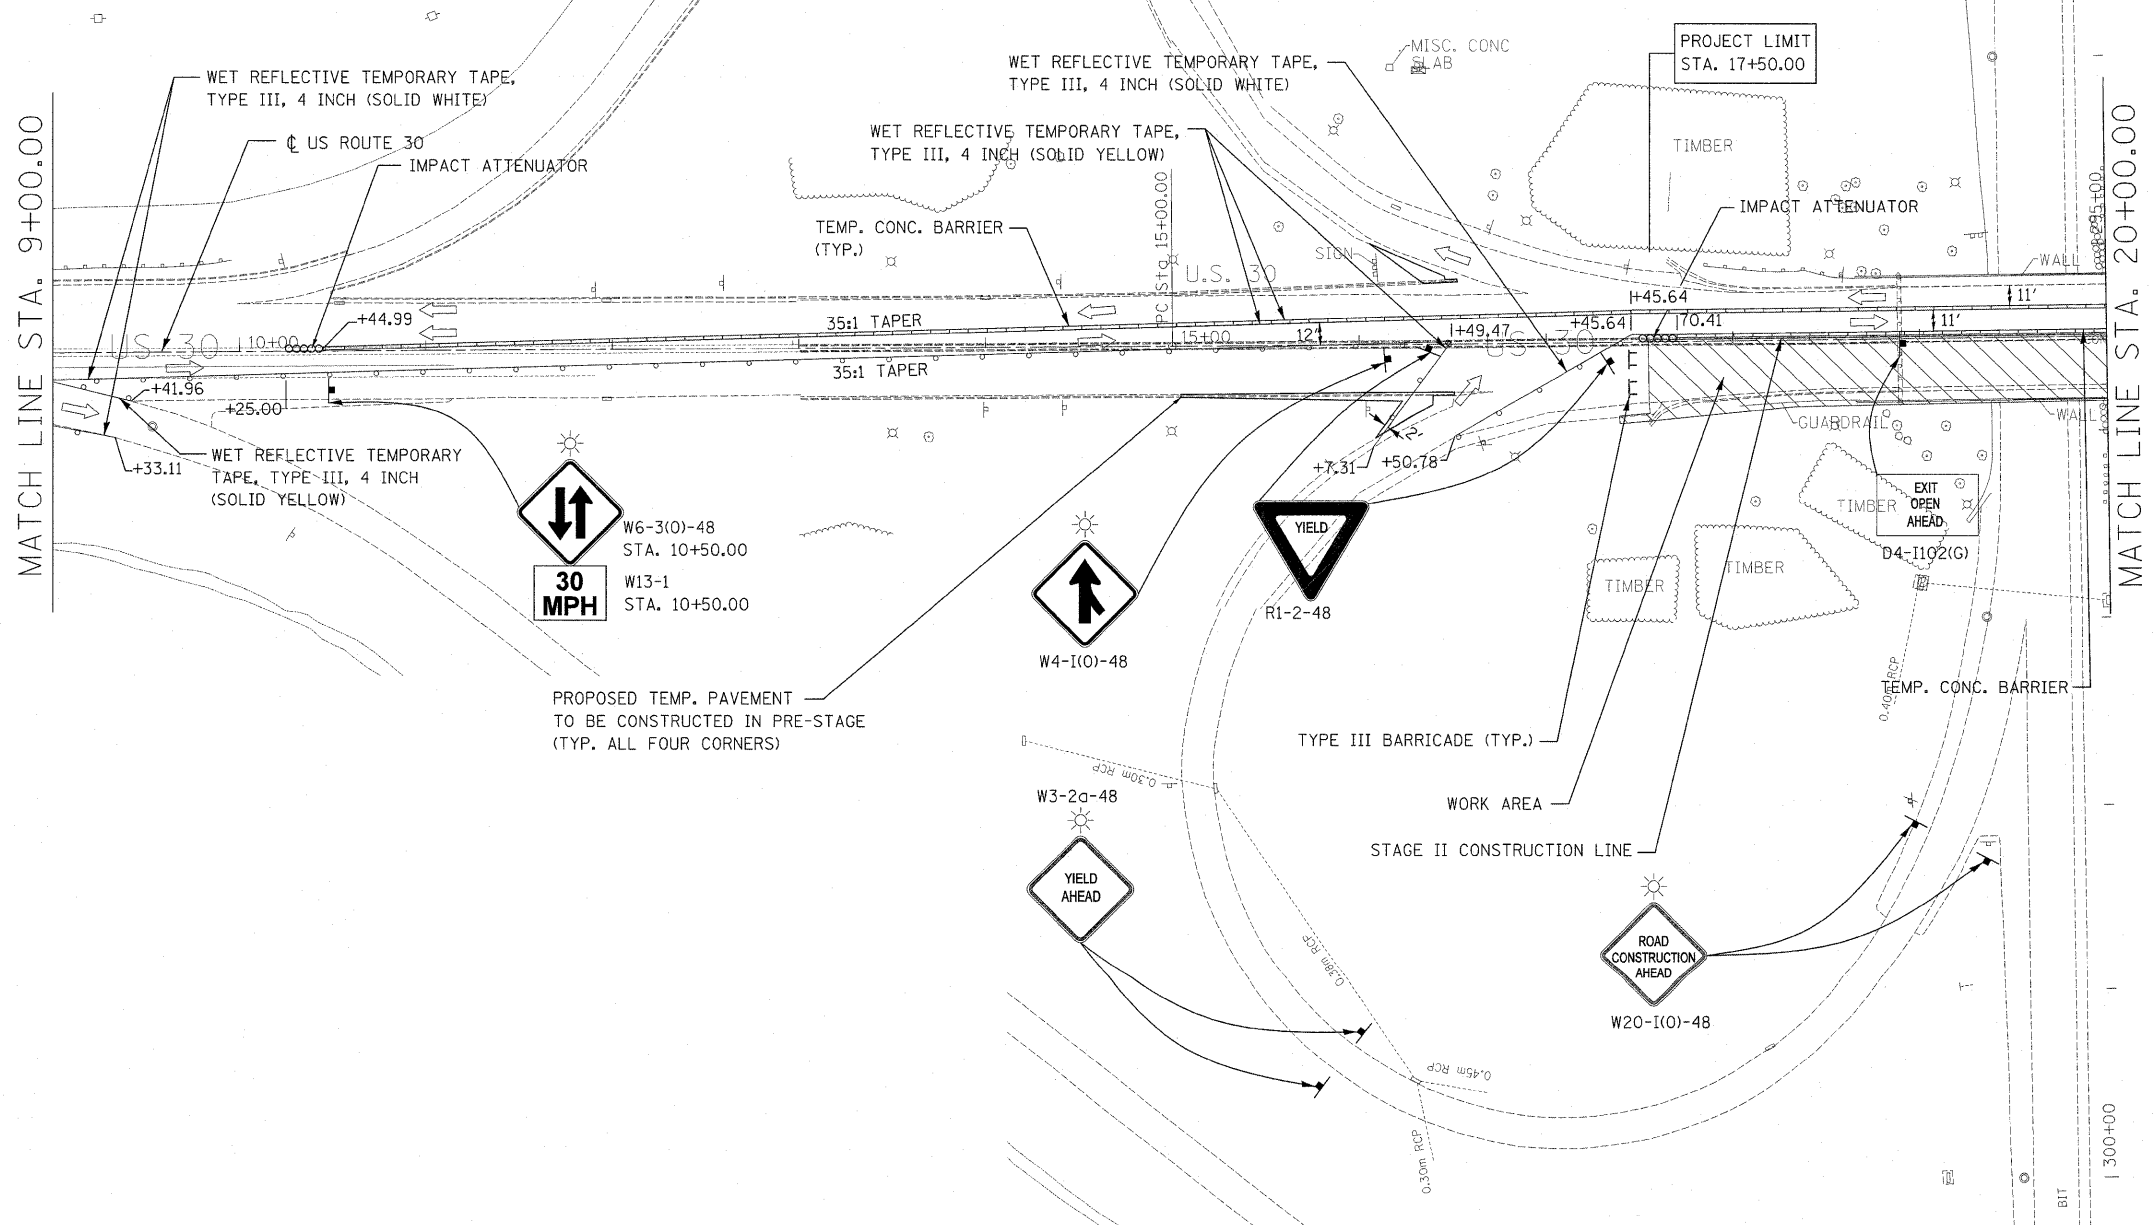 MATCH LINE STA. 9+00.00
WET REFLECTIVE TEMPORARY TAPE,
TYPE III, 4 INCH (SOLID WHITE)
℄ US ROUTE 30
IMPACT ATTENUATOR
WET REFLECTIVE TEMPORARY TAPE,
TYPE III, 4 INCH (SOLID WHITE)
WET REFLECTIVE TEMPORARY TAPE,
TYPE III, 4 INCH (SOLID YELLOW)
MISC. CONC
SLAB
PROJECT LIMIT
STA. 17+50.00
TIMBER
IMPACT ATTENUATOR
TEMP. CONC. BARRIER
(TYP.)
PC Sta 15+00.00
U.S. 30
SIGN
WALL
11'
11'
+45.64
+45.64
70.41
+44.99
35:1 TAPER
35:1 TAPER
US 30
10+00
15+00
12'
+49.47
US 30
+41.96
+25.00
+33.11
WET REFLECTIVE TEMPORARY
TAPE, TYPE III, 4 INCH
(SOLID YELLOW)
W6-3(O)-48
STA. 10+50.00
30
MPH
W13-1
STA. 10+50.00
2'
+7.31
+50.78
GUARDRAIL
WALL
YIELD
R1-2-48
W4-I(O)-48
EXIT
OPEN
AHEAD
D4-I102(G)
TIMBER
TIMBER
TIMBER
PROPOSED TEMP. PAVEMENT
TO BE CONSTRUCTED IN PRE-STAGE
(TYP. ALL FOUR CORNERS)
TEMP. CONC. BARRIER
0.40m RCP
TYPE III BARRICADE (TYP.)
WORK AREA
STAGE II CONSTRUCTION LINE
0.30m RCP
W3-2a-48
YIELD
AHEAD
0.38m RCP
0.45m RCP
0.30m RCP
ROAD
CONSTRUCTION
AHEAD
W20-I(O)-48
BIT
300+00
MATCH LINE STA. 20+00.00